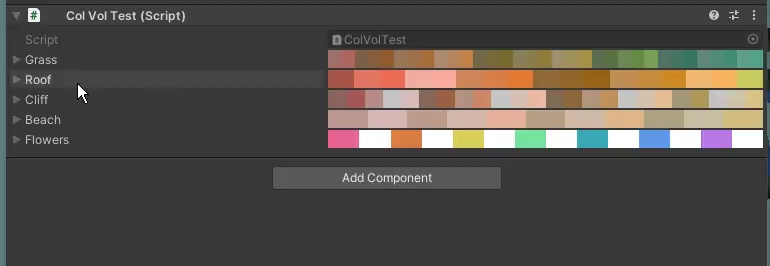 Col Vol Test (Script)
Script ColVolTest
Grass
Roof
Cliff
Beach
Flowers
Add Component